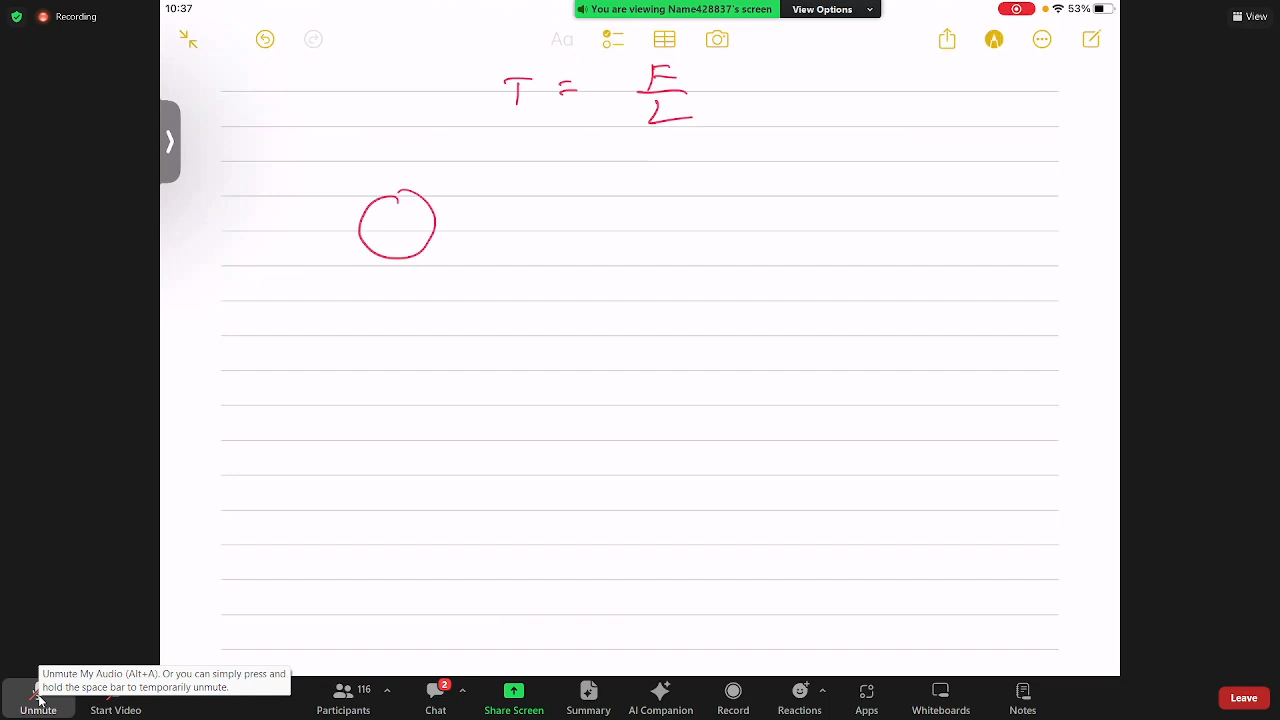 10:37
You are viewing Name428837's screen
View Options
53%
Recording
View
Aa
T = F/2
Unmute My Audio (Alt+A). Or you can simply press and
hold the space bar to temporarily unmute.
116
2
Unmute
Start Video
Participants
Chat
Share Screen
Summary
AI Companion
Record
Reactions
Apps
Whiteboards
Notes
Leave